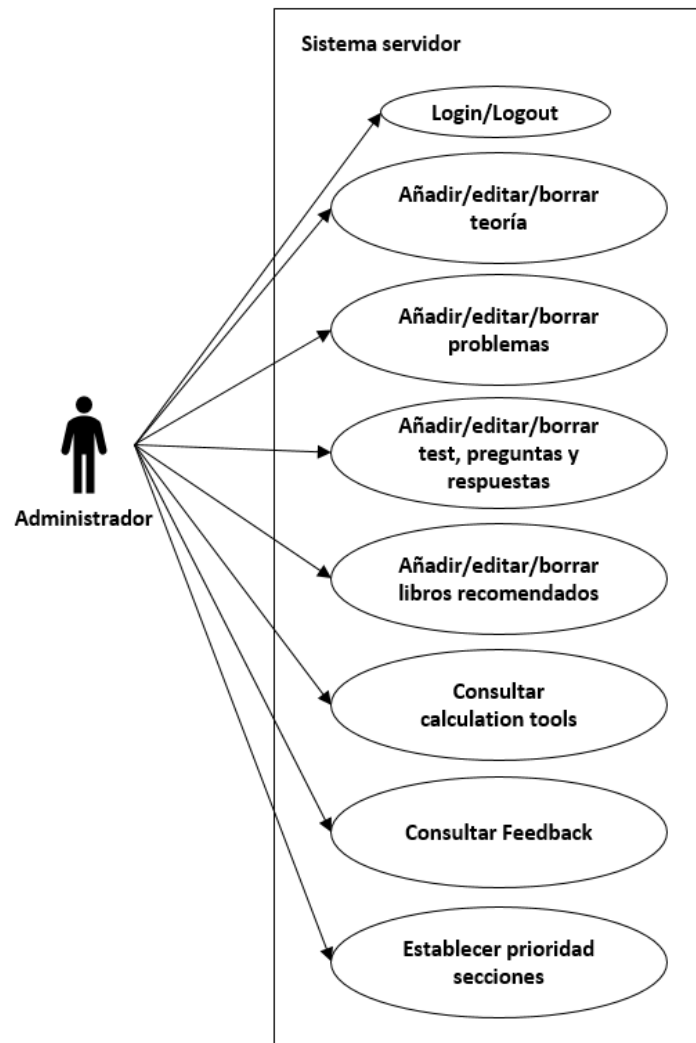 Sistema servidor
Login/Logout
Añadir/editar/borrar
teoría
Añadir/editar/borrar
problemas
Añadir/editar/borrar
test, preguntas y
respuestas
Administrador
Añadir/editar/borrar
libros recomendados
Consultar
calculation tools
Consultar Feedback
Establecer prioridad
secciones